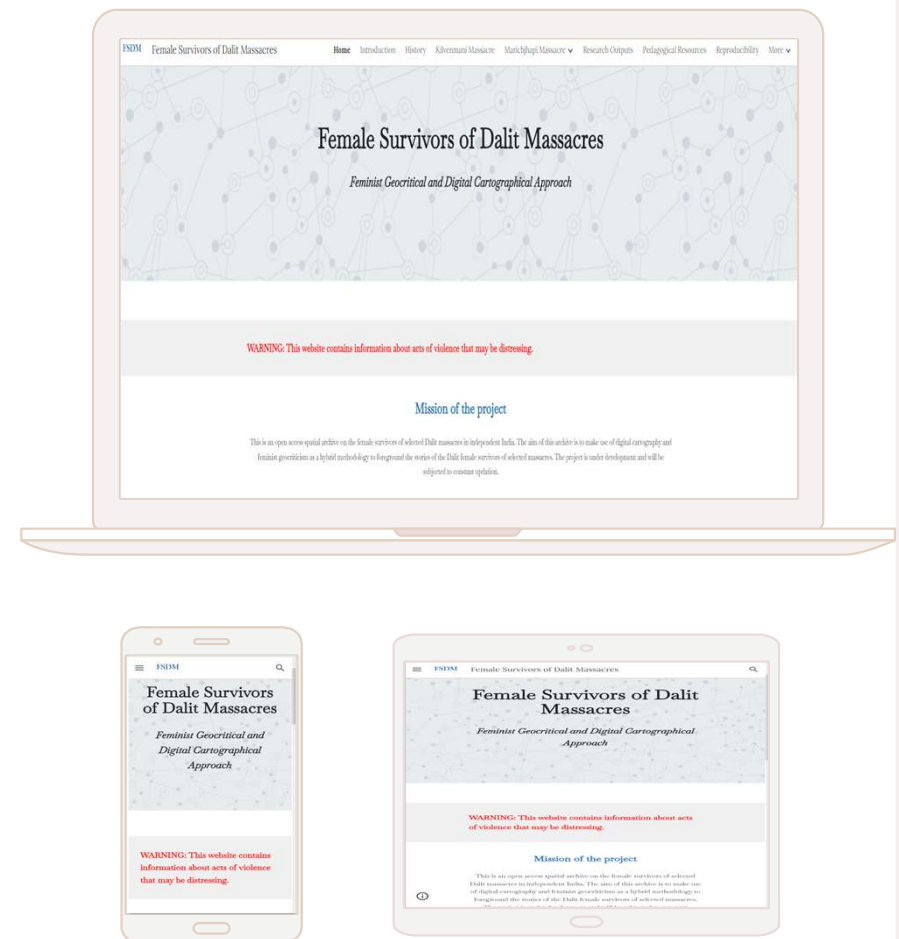 FSDM Female Survivors of Dalit Massacres Home Introduction History Kilvenmani Massacre Marichjhapi Massacre Research Outputs Pedagogical Resources Reproducibility More
Female Survivors of Dalit Massacres
Feminist Geocritical and Digital Cartographical Approach
WARNING: This website contains information about acts of violence that may be distressing.
Mission of the project
This is an open access spatial archive on the female survivors of selected Dalit massacres in independent India. The aim of this archive is to make use of digital cartography and
feminist geocriticism as a hybrid methodology to foreground the stories of the Dalit female survivors of selected massacres. The project is under development and will be
subjected to constant updation.
FSDM
Female Survivors
of Dalit Massacres
Feminist Geocritical and
Digital Cartographical
Approach
WARNING: This website contains
information about acts of violence
that may be distressing.
FSDM Female Survivors of Dalit Massacres
Female Survivors of Dalit
Massacres
Feminist Geocritical and Digital Cartographical
Approach
WARNING: This website contains information about acts
of violence that may be distressing.
Mission of the project
This is an open access spatial archive on the female survivors of selected
Dalit massacres in independent India. The aim of this archive is to make use
of digital cartography and feminist geocriticism as a hybrid methodology to
foreground the stories of the Dalit female survivors of selected massacres.